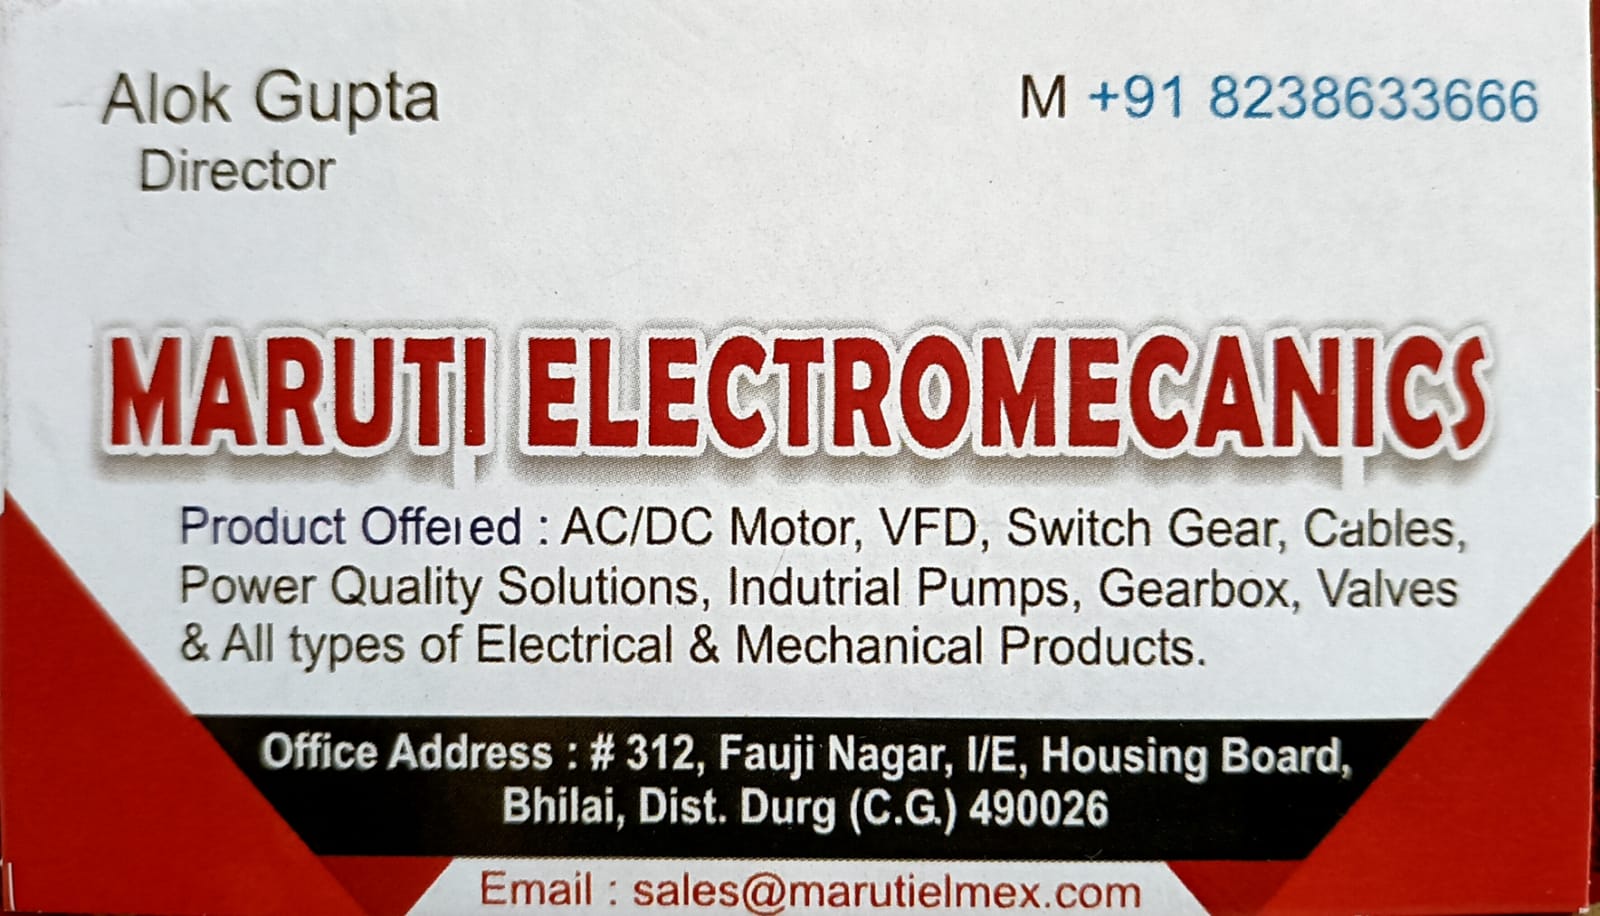 Alok Gupta
Director
M +91 8238633666
MARUTI ELECTROMECANICS
Product Offered : AC/DC Motor, VFD, Switch Gear, Cables,
Power Quality Solutions, Indutrial Pumps, Gearbox, Valves
& All types of Electrical & Mechanical Products.
Office Address : # 312, Fauji Nagar, I/E, Housing Board,
Bhilai, Dist. Durg (C.G.) 490026
Email : sales@marutielmex.com